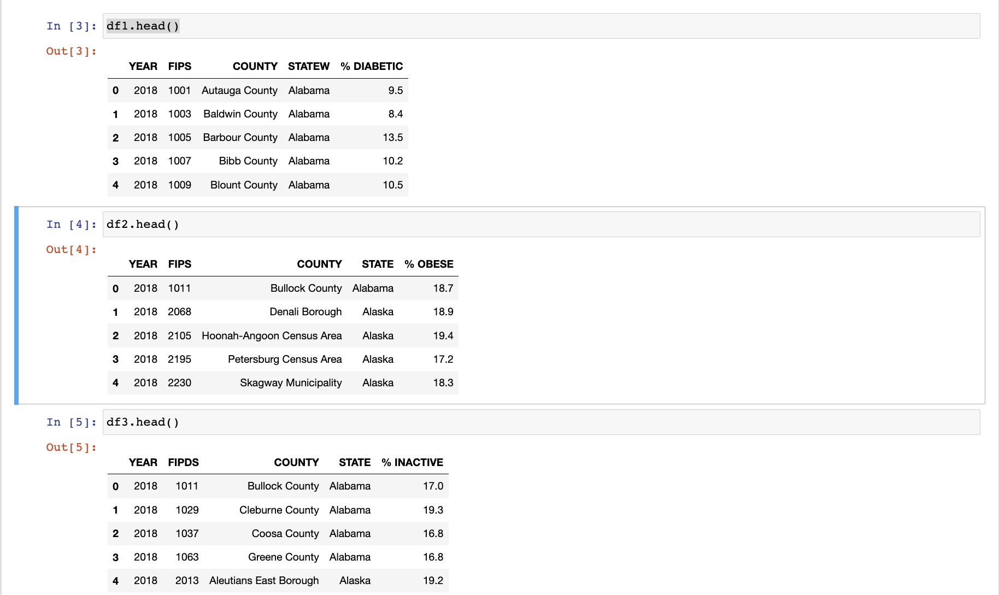 In [3]: df1.head()
Out[3]:
YEAR FIPS COUNTY STATEW % DIABETIC
0 2018 1001 Autauga County Alabama 9.5
1 2018 1003 Baldwin County Alabama 8.4
2 2018 1005 Barbour County Alabama 13.5
3 2018 1007 Bibb County Alabama 10.2
4 2018 1009 Blount County Alabama 10.5
In [4]: df2.head()
Out[4]:
YEAR FIPS COUNTY STATE % OBESE
0 2018 1011 Bullock County Alabama 18.7
1 2018 2068 Denali Borough Alaska 18.9
2 2018 2105 Hoonah-Angoon Census Area Alaska 19.4
3 2018 2195 Petersburg Census Area Alaska 17.2
4 2018 2230 Skagway Municipality Alaska 18.3
In [5]: df3.head()
Out[5]:
YEAR FIPDS COUNTY STATE % INACTIVE
0 2018 1011 Bullock County Alabama 17.0
1 2018 1029 Cleburne County Alabama 19.3
2 2018 1037 Coosa County Alabama 16.8
3 2018 1063 Greene County Alabama 16.8
4 2018 2013 Aleutians East Borough Alaska 19.2